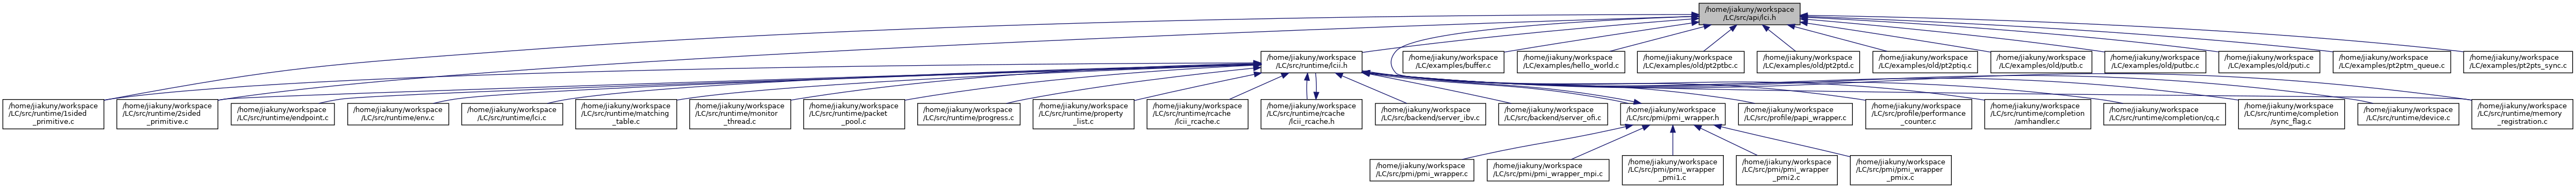 /home/jiakuny/workspace
/LC/src/api/lci.h
/home/jiakuny/workspace
/LC/src/runtime/lcii.h
/home/jiakuny/workspace
/LC/examples/buffer.c
/home/jiakuny/workspace
/LC/examples/hello_world.c
/home/jiakuny/workspace
/LC/examples/old/pt2ptbc.c
/home/jiakuny/workspace
/LC/examples/old/pt2ptd.c
/home/jiakuny/workspace
/LC/examples/old/pt2ptiq.c
/home/jiakuny/workspace
/LC/examples/old/putb.c
/home/jiakuny/workspace
/LC/examples/old/putbc.c
/home/jiakuny/workspace
/LC/examples/old/puti.c
/home/jiakuny/workspace
/LC/examples/pt2ptm_queue.c
/home/jiakuny/workspace
/LC/examples/pt2pts_sync.c
/home/jiakuny/workspace
/LC/src/runtime/1sided
_primitive.c
/home/jiakuny/workspace
/LC/src/runtime/2sided
_primitive.c
/home/jiakuny/workspace
/LC/src/runtime/endpoint.c
/home/jiakuny/workspace
/LC/src/runtime/env.c
/home/jiakuny/workspace
/LC/src/runtime/lci.c
/home/jiakuny/workspace
/LC/src/runtime/matching
_table.c
/home/jiakuny/workspace
/LC/src/runtime/monitor
_thread.c
/home/jiakuny/workspace
/LC/src/runtime/packet
_pool.c
/home/jiakuny/workspace
/LC/src/runtime/progress.c
/home/jiakuny/workspace
/LC/src/runtime/property
_list.c
/home/jiakuny/workspace
/LC/src/runtime/rcache
/lcii_rcache.c
/home/jiakuny/workspace
/LC/src/runtime/rcache
/lcii_rcache.h
/home/jiakuny/workspace
/LC/src/backend/server_ibv.c
/home/jiakuny/workspace
/LC/src/backend/server_ofi.c
/home/jiakuny/workspace
/LC/src/pmi/pmi_wrapper.h
/home/jiakuny/workspace
/LC/src/profile/papi_wrapper.c
/home/jiakuny/workspace
/LC/src/profile/performance
_counter.c
/home/jiakuny/workspace
/LC/src/runtime/completion
/amhandler.c
/home/jiakuny/workspace
/LC/src/runtime/completion/cq.c
/home/jiakuny/workspace
/LC/src/runtime/completion
/sync_flag.c
/home/jiakuny/workspace
/LC/src/runtime/device.c
/home/jiakuny/workspace
/LC/src/runtime/memory
_registration.c
/home/jiakuny/workspace
/LC/src/pmi/pmi_wrapper.c
/home/jiakuny/workspace
/LC/src/pmi/pmi_wrapper_mpi.c
/home/jiakuny/workspace
/LC/src/pmi/pmi_wrapper
_pmi1.c
/home/jiakuny/workspace
/LC/src/pmi/pmi_wrapper
_pmi2.c
/home/jiakuny/workspace
/LC/src/pmi/pmi_wrapper
_pmix.c